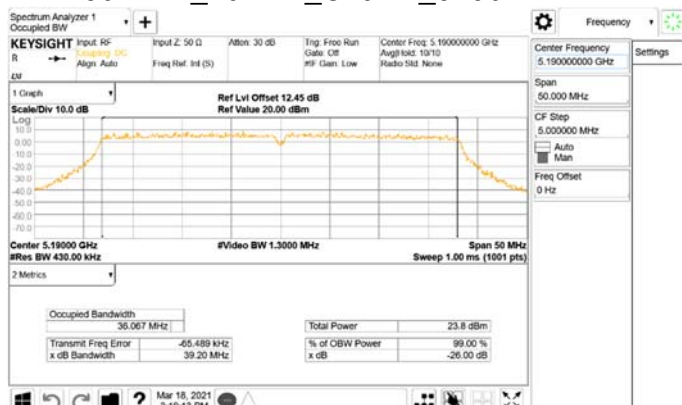 Spectrum Analyzer 1
Occupied BW
KEYSIGHT
Input: RF
Coupling: DC
Align: Auto
Input Z: 50 Ω
Freq Ref: Int (S)
Atten: 30 dB
Trig: Free Run
Gate: Off
#IF Gain: Low
Center Freq: 5.190000000 GHz
Avg|Hold: 10/10
Radio Std: None
R
LXI
1 Graph
Scale/Div 10.0 dB
Ref Lvl Offset 12.45 dB
Ref Value 20.00 dBm
Log
10.0
0.00
-10.0
-20.0
-30.0
-40.0
-50.0
-60.0
-70.0
Center 5.19000 GHz
#Res BW 430.00 kHz
#Video BW 1.3000 MHz
Span 50 MHz
Sweep 1.00 ms (1001 pts)
2 Metrics
Occupied Bandwidth
36.067 MHz
Transmit Freq Error -65.489 kHz
x dB Bandwidth 39.20 MHz
Total Power 23.8 dBm
% of OBW Power 99.00 %
x dB -26.00 dB
Mar 18, 2021
Frequency
Center Frequency
5.190000000 GHz
Span
50.000 MHz
CF Step
5.000000 MHz
Auto
Man
Freq Offset
0 Hz
Settings